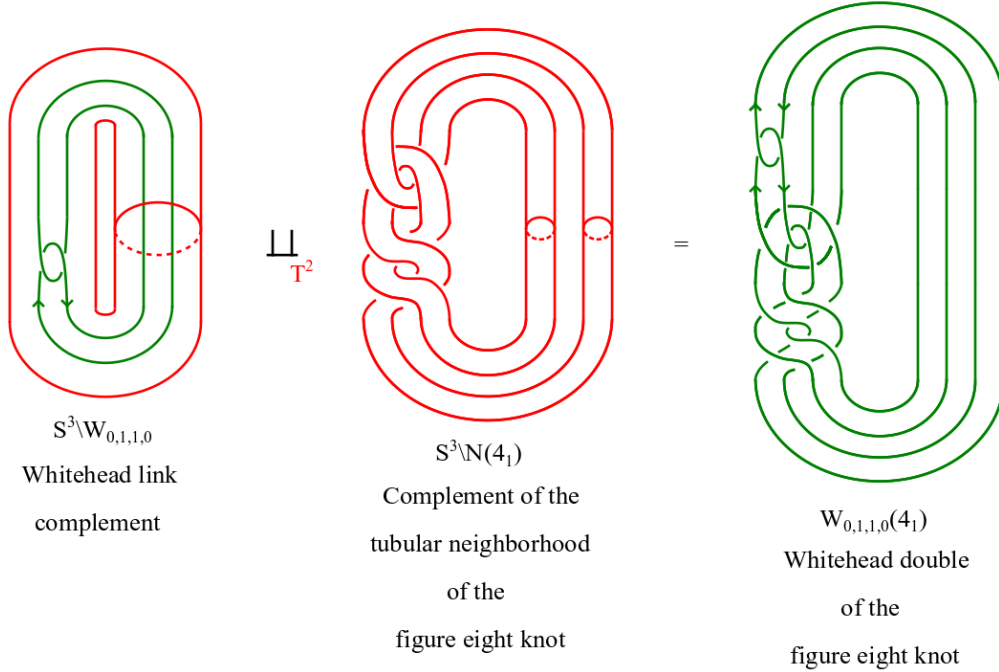 S³\W₀,₁,₁,₀
Whitehead link
complement
T²
S³\N(4₁)
Complement of the
tubular neighborhood
of the
figure eight knot
=
W₀,₁,₁,₀(4₁)
Whitehead double
of the
figure eight knot